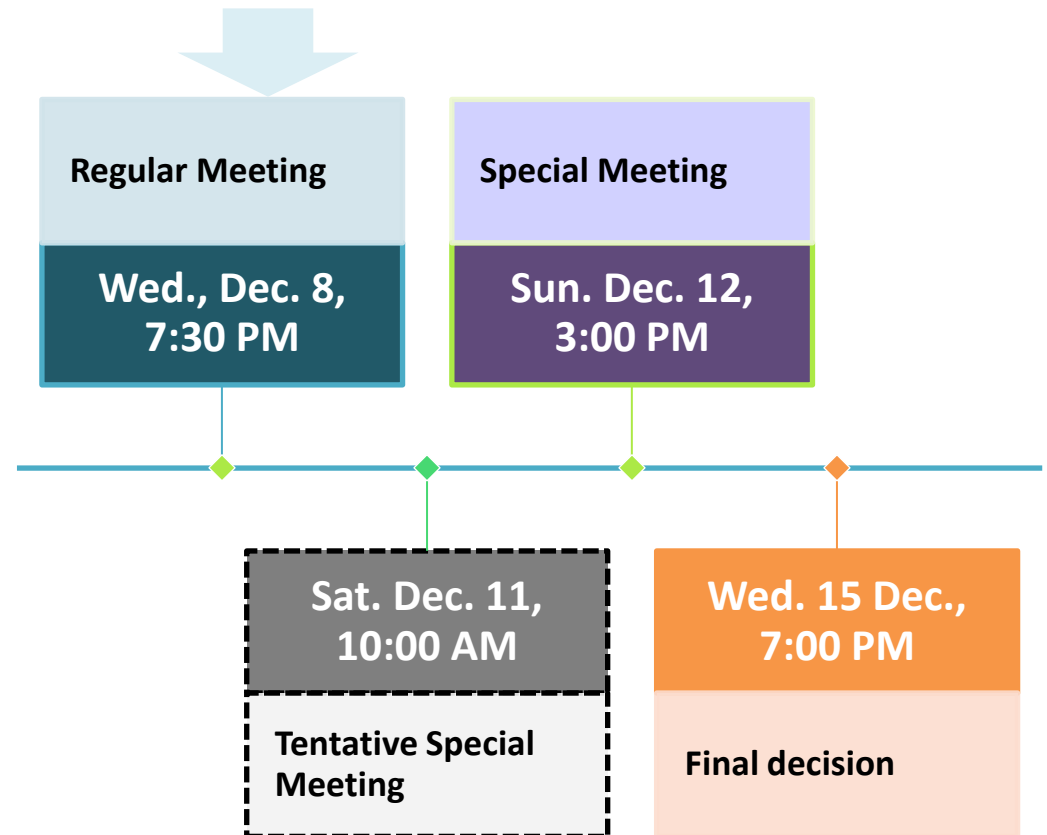 Regular Meeting
Wed., Dec. 8,
7:30 PM
Special Meeting
Sun. Dec. 12,
3:00 PM
Sat. Dec. 11,
10:00 AM
Tentative Special
Meeting
Wed. 15 Dec.,
7:00 PM
Final decision